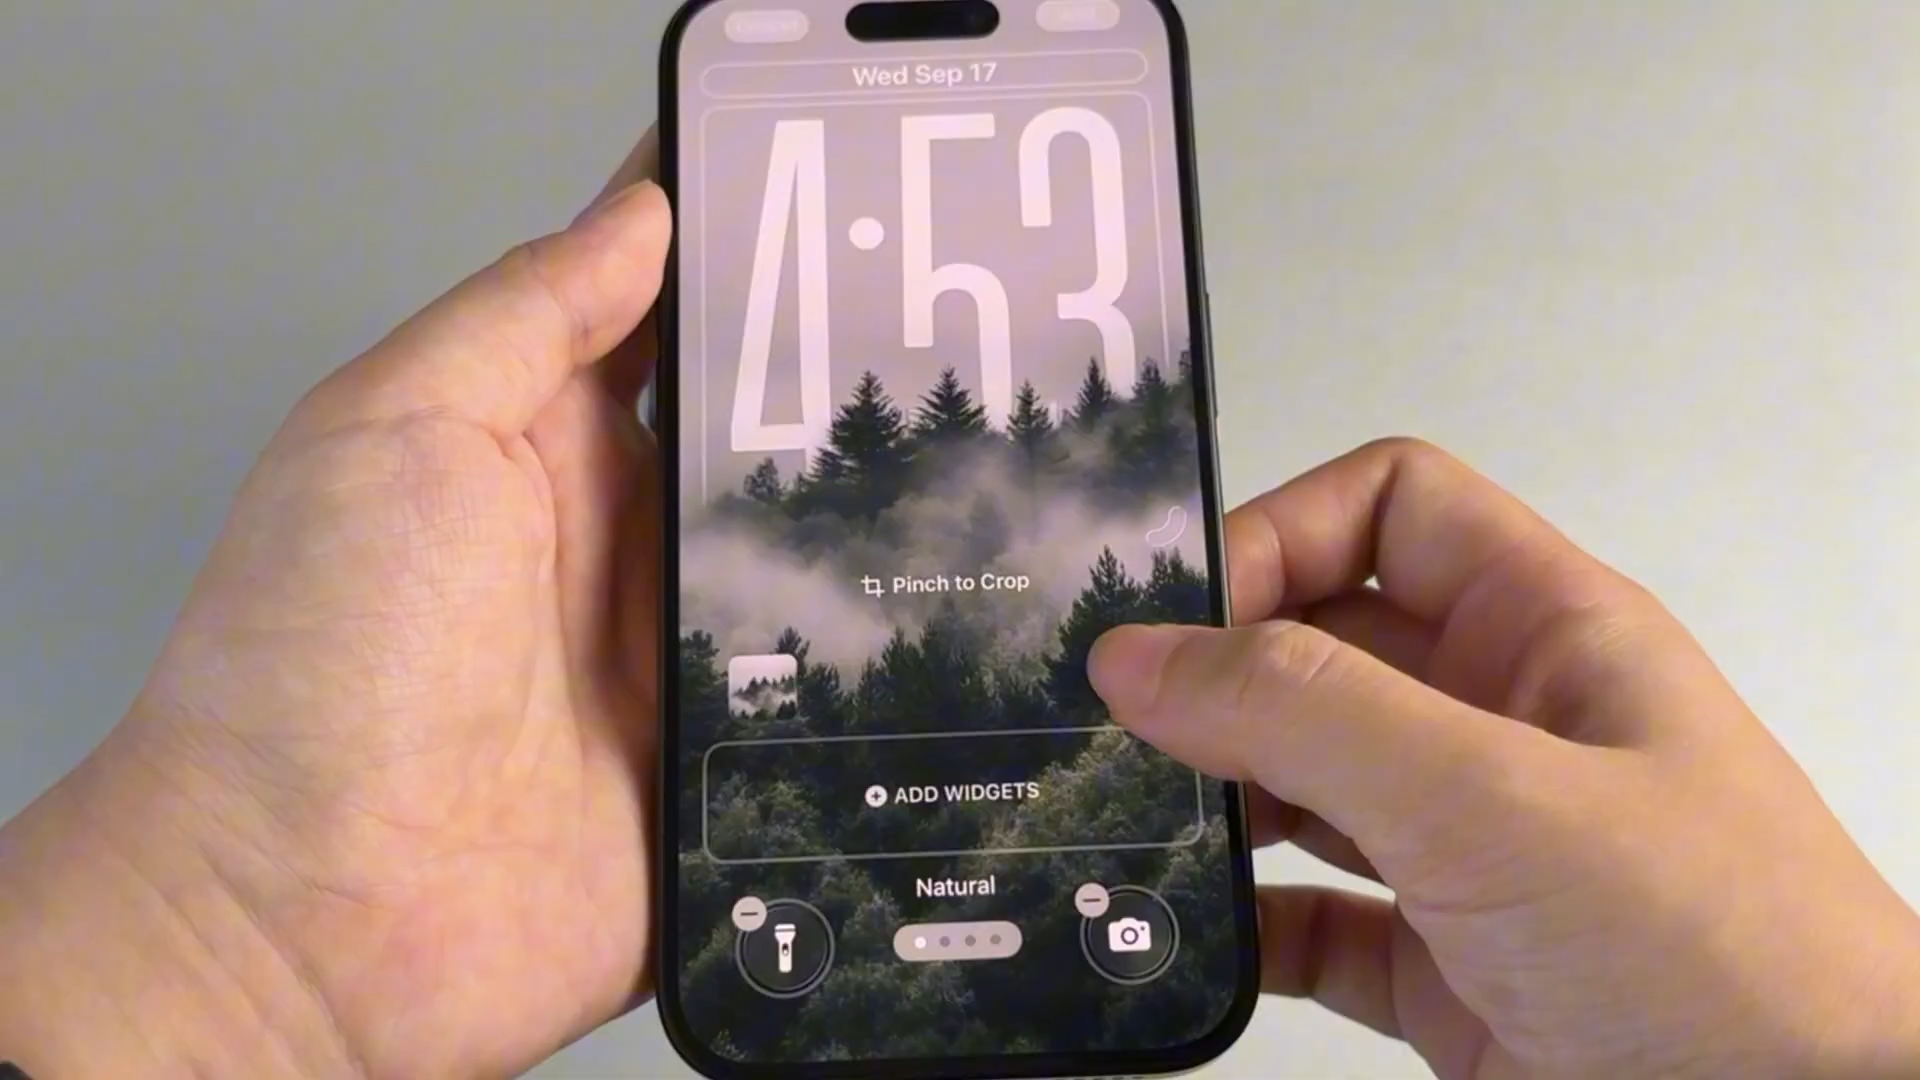 Wed Sep 17
4:53
Pinch to Crop
ADD WIDGETS
Natural